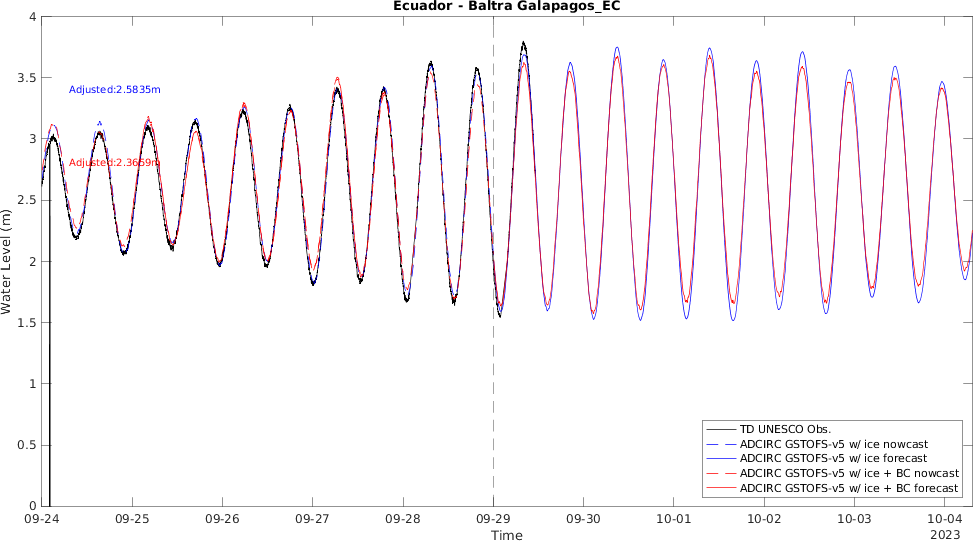 Ecuador - Baltra Galapagos_EC
4
3.5
3
2.5
2
1.5
1
0.5
0
Water Level (m)
Adjusted:2.5835m
Adjusted:2.3659m
TD UNESCO Obs.
ADCIRC GSTOFS-v5 w/ ice nowcast
ADCIRC GSTOFS-v5 w/ ice forecast
ADCIRC GSTOFS-v5 w/ ice + BC nowcast
ADCIRC GSTOFS-v5 w/ ice + BC forecast
09-24 09-25 09-26 09-27 09-28 09-29 09-30 10-01 10-02 10-03 10-04
Time
2023